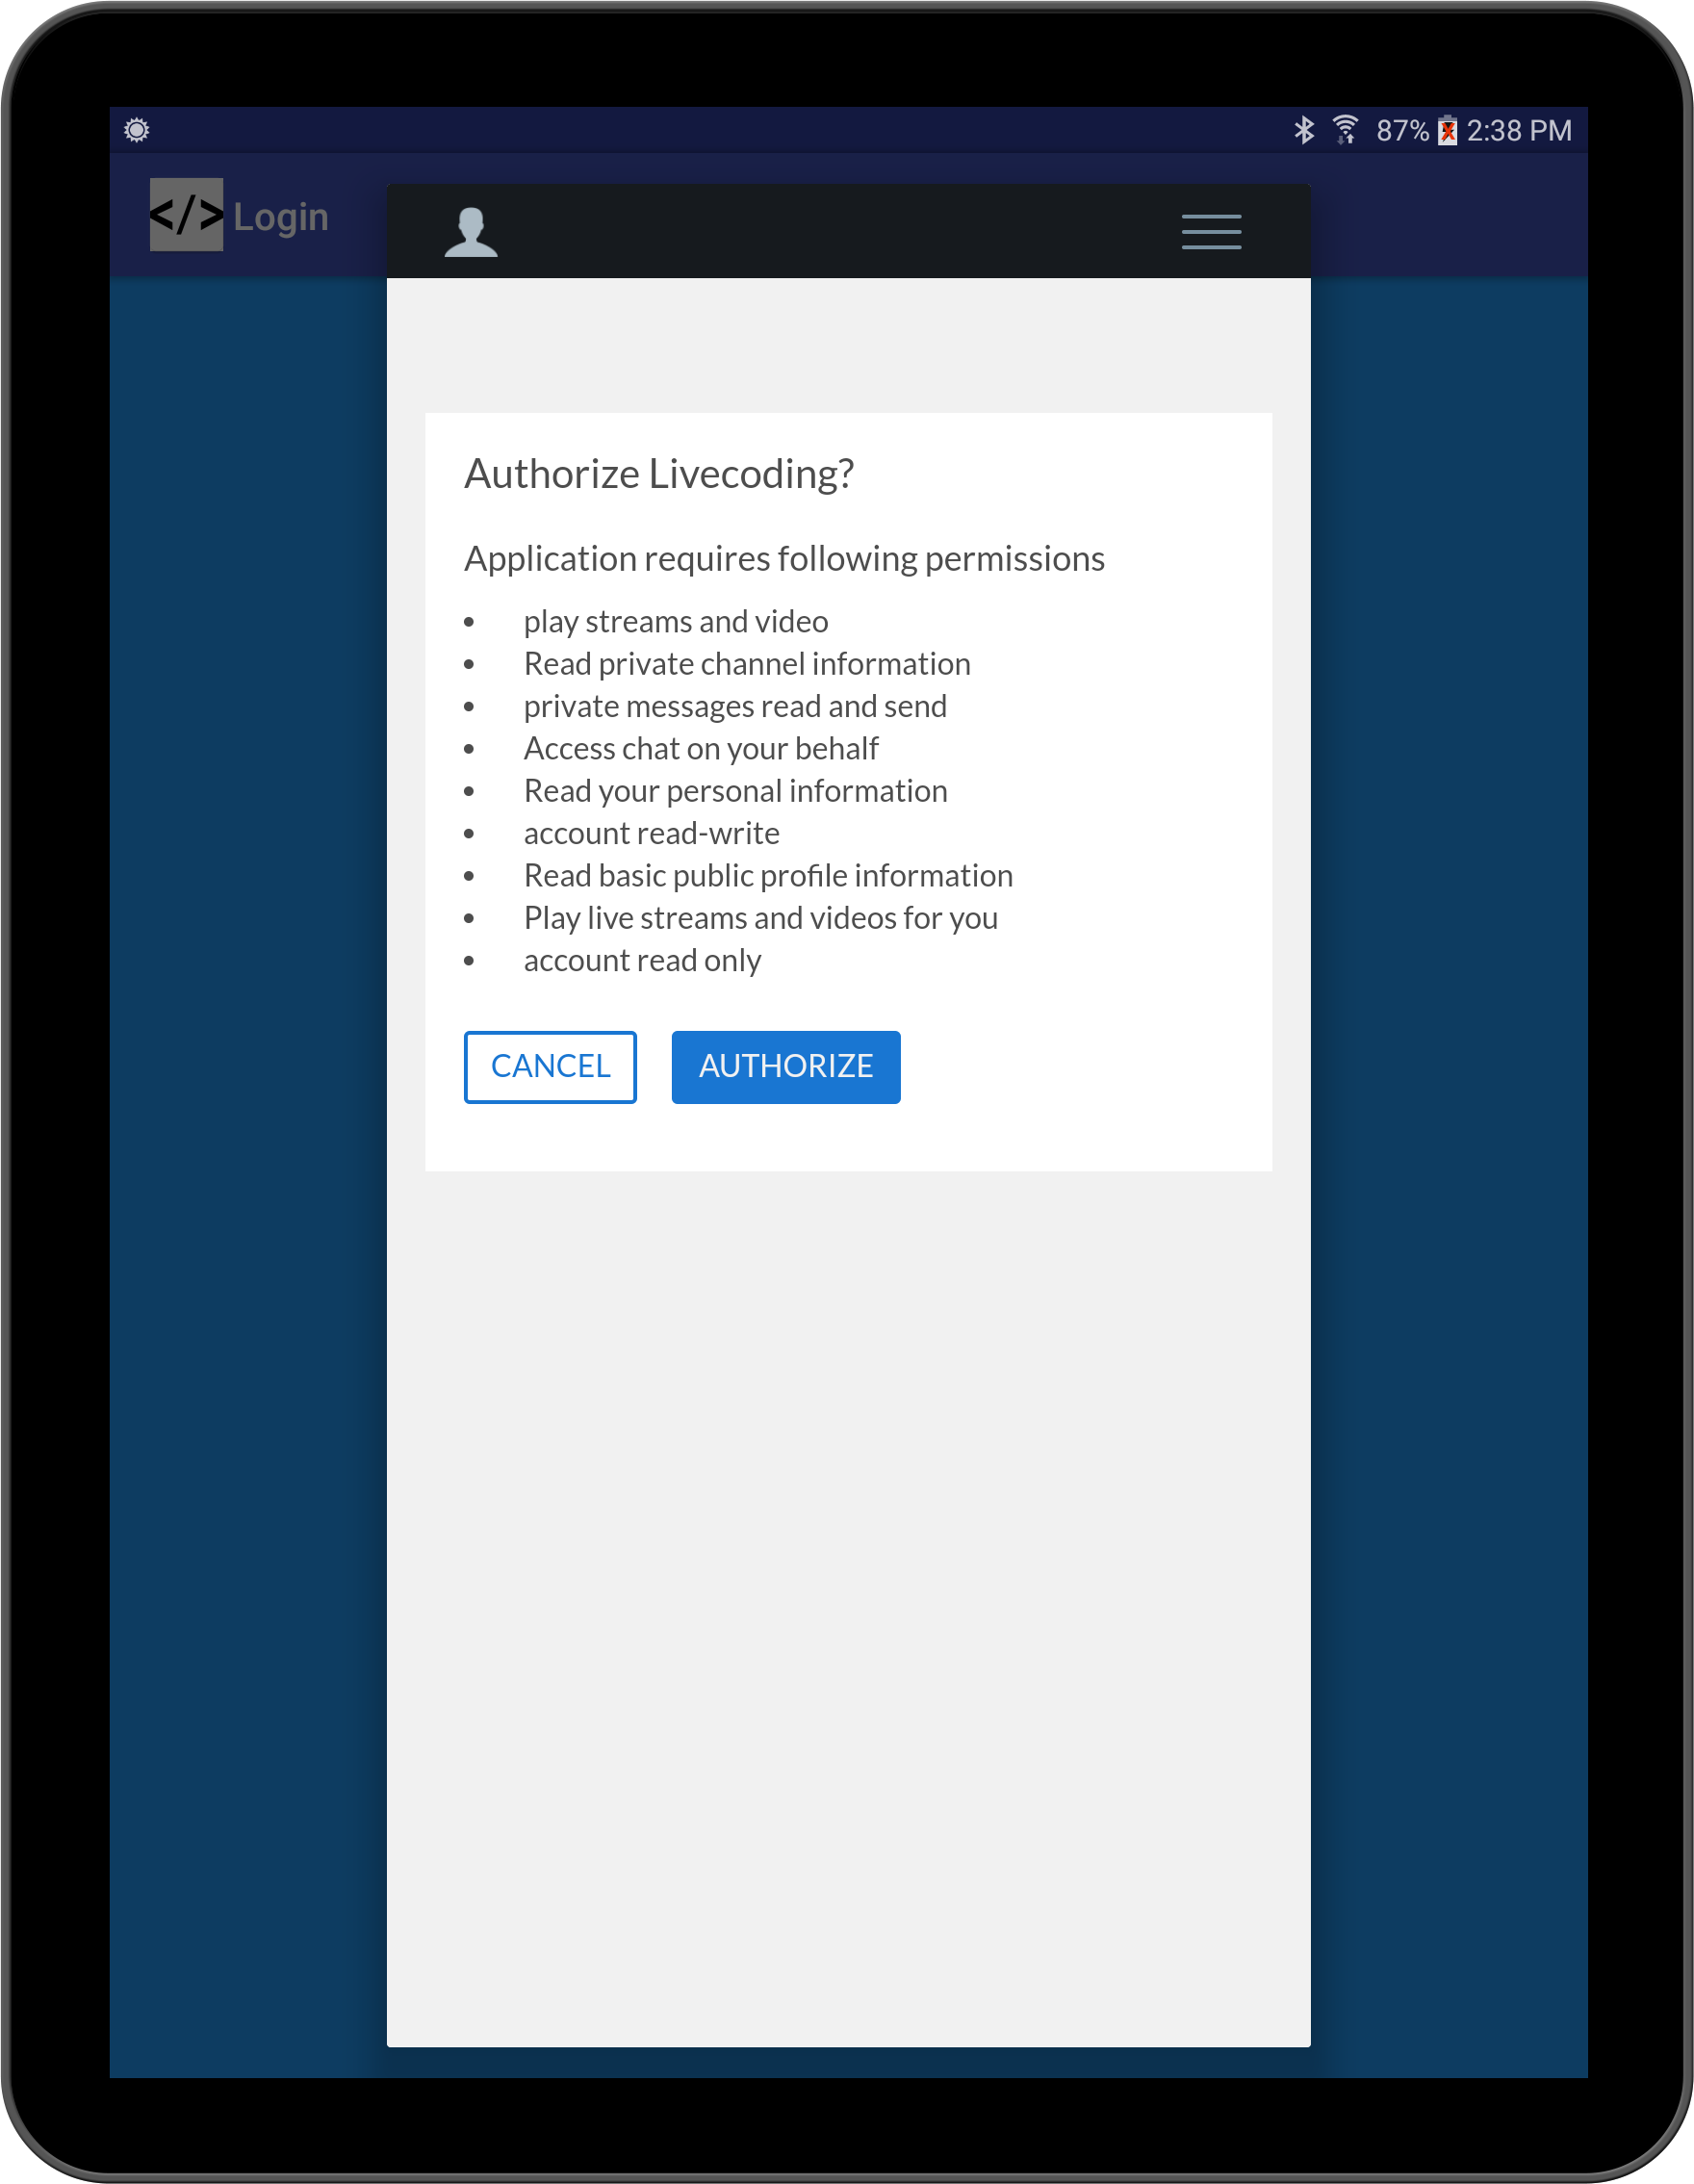 87% 2:38 PM
</> Login
Authorize Livecoding?
Application requires following permissions
• play streams and video
• Read private channel information
• private messages read and send
• Access chat on your behalf
• Read your personal information
• account read-write
• Read basic public profile information
• Play live streams and videos for you
• account read only
CANCEL AUTHORIZE